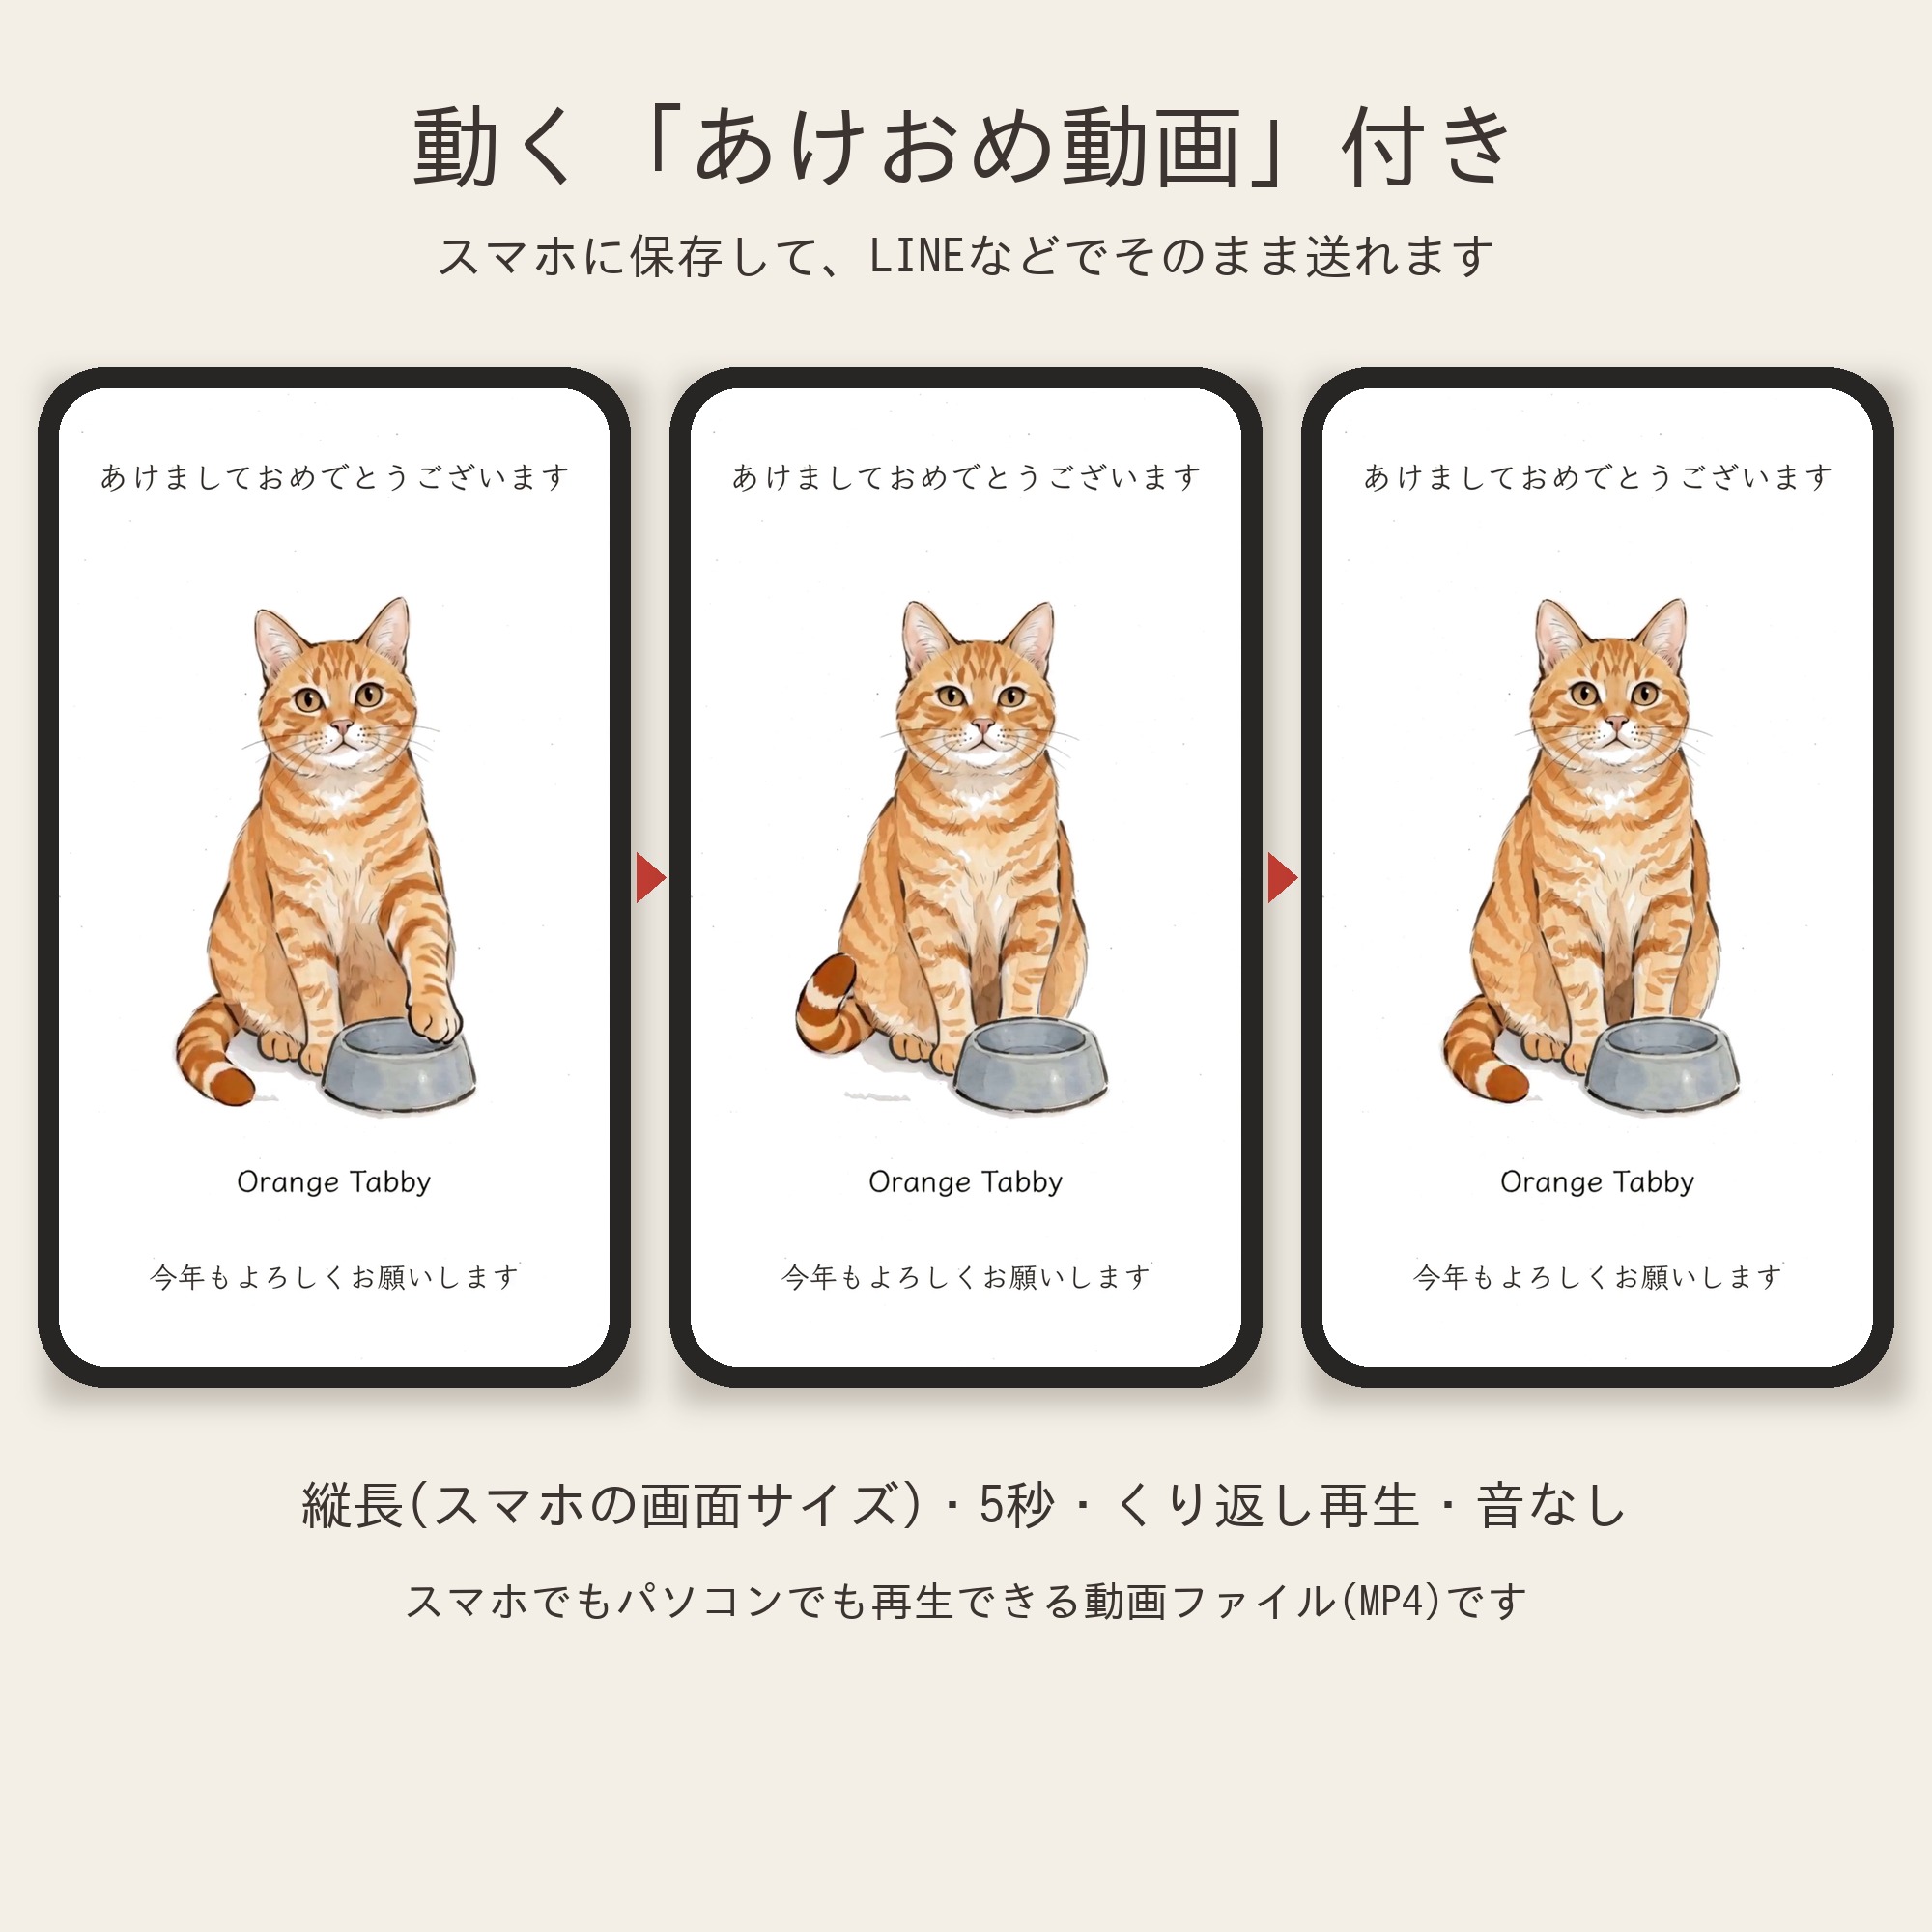 動く「あけおめ動画」付き
スマホに保存して、LINEなどでそのまま送れます
あけましておめでとうございます
Orange Tabby
今年もよろしくお願いします
あけましておめでとうございます
Orange Tabby
今年もよろしくお願いします
あけましておめでとうございます
Orange Tabby
今年もよろしくお願いします
縦長(スマホの画面サイズ)・5秒・くり返し再生・音なし
スマホでもパソコンでも再生できる動画ファイル(MP4)です